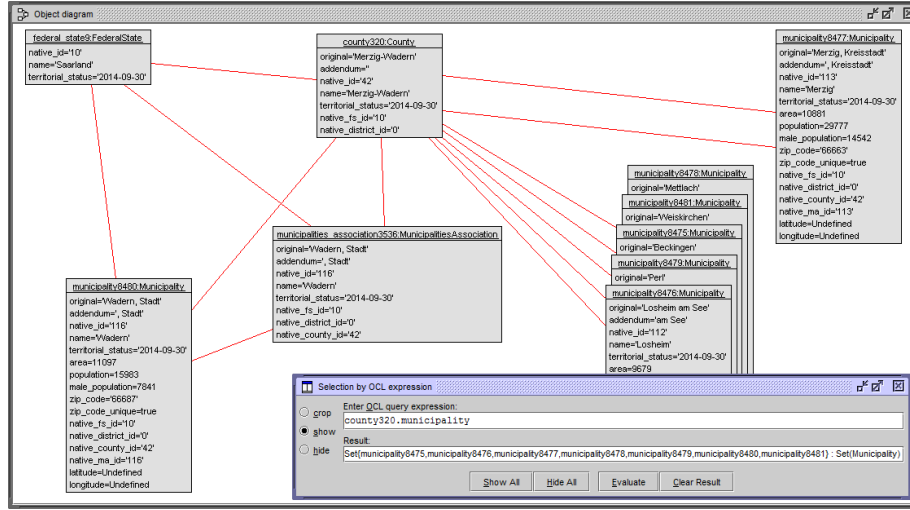 Object diagram
federal_state9:FederalState
native_id='10'
name='Saarland'
territorial_status='2014-09-30'
county320:County
original='Merzig-Wadern'
addendum=''
native_id='42'
name='Merzig-Wadern'
territorial_status='2014-09-30'
native_fs_id='10'
native_district_id='0'
municipality8477:Municipality
original='Merzig, Kreisstadt'
addendum=', Kreisstadt'
native_id='113'
name='Merzig'
territorial_status='2014-09-30'
area=10881
population=29777
male_population=14542
zip_code='66663'
zip_code_unique=true
native_fs_id='10'
native_district_id='0'
native_county_id='42'
native_ma_id='113'
latitude=Undefined
longitude=Undefined
municipality8478:Municipality
original='Mettlach'
municipality8481:Municipality
original='Weiskirchen'
municipality8475:Municipality
original='Beckingen'
municipality8479:Municipality
original='Perl'
municipality8476:Municipality
original='Losheim am See'
addendum='am See'
native_id='112'
name='Losheim'
territorial_status='2014-09-30'
area=9679
municipalities_association3536:MunicipalitiesAssociation
original='Wadern, Stadt'
addendum=', Stadt'
native_id='116'
name='Wadern'
territorial_status='2014-09-30'
native_fs_id='10'
native_district_id='0'
native_county_id='42'
municipality8480:Municipality
original='Wadern, Stadt'
addendum=', Stadt'
native_id='116'
name='Wadern'
territorial_status='2014-09-30'
area=11097
population=15983
male_population=7841
zip_code='66687'
zip_code_unique=true
native_fs_id='10'
native_district_id='0'
native_county_id='42'
native_ma_id='116'
latitude=Undefined
longitude=Undefined
Selection by OCL expression
crop
show
hide
Enter OCL query expression:
county320.municipality
Result:
Set{municipality8475,municipality8476,municipality8477,municipality8478,municipality8479,municipality8480,municipality8481} : Set(Municipality)
Show All
Hide All
Evaluate
Clear Result